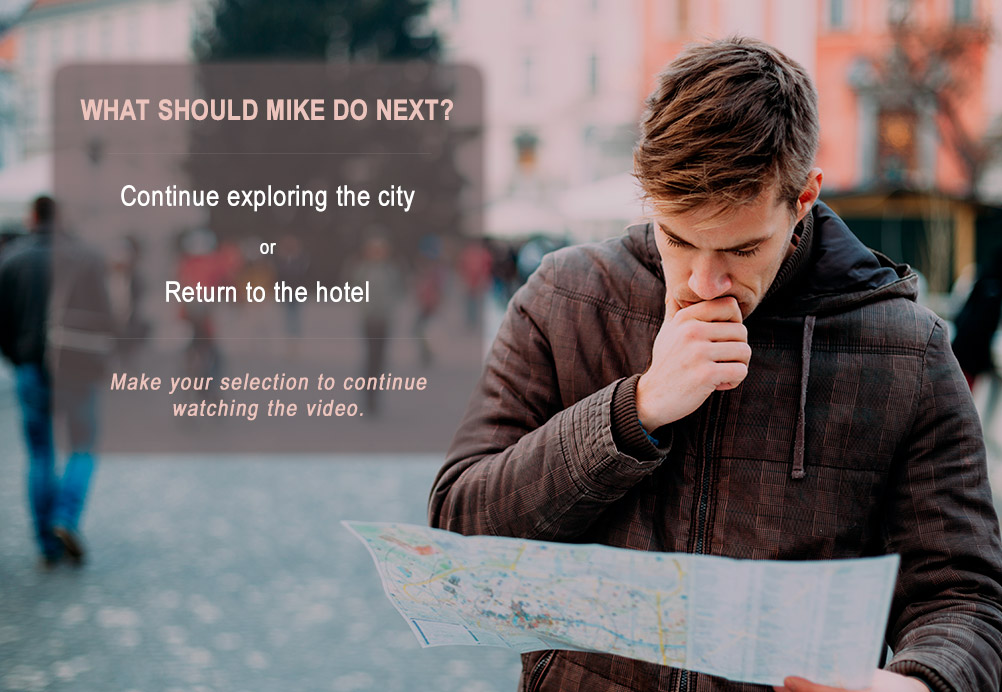 WHAT SHOULD MIKE DO NEXT?
Continue exploring the city
or
Return to the hotel
Make your selection to continue
watching the video.